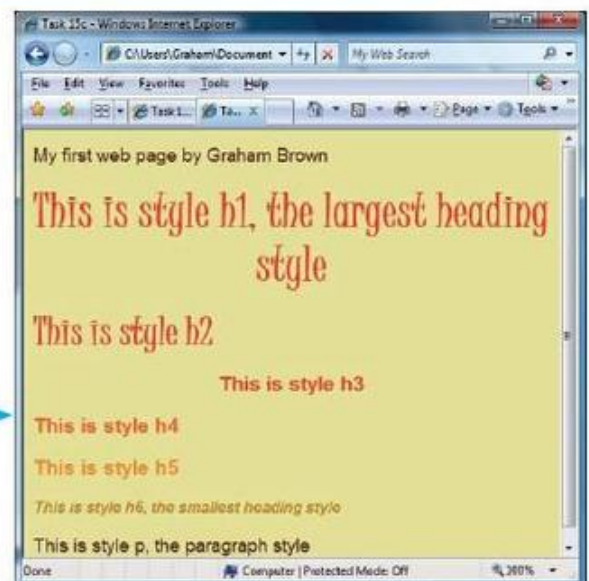 Task 15c - Windows Internet Explorer
C:\Users\Graham\Document
My Web Search
File Edit View Favorites Tools Help
Task 1... Ta... Page Tools
My first web page by Graham Brown
This is style h1, the largest heading
style
This is style h2
This is style h3
This is style h4
This is style h5
This is style h6, the smallest heading style
This is style p, the paragraph style
Done Computer | Protected Mode: Off 200%